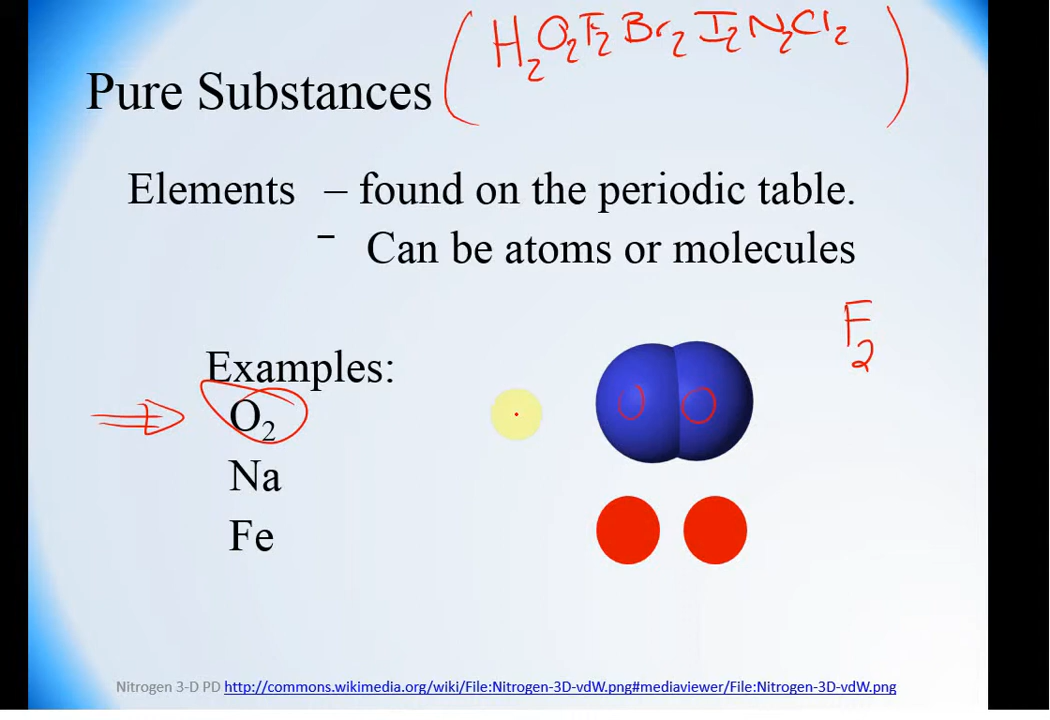 H₂O₂F₂Br₂I₂N₂Cl₂
Pure Substances
Elements – found on the periodic table.
– Can be atoms or molecules
F₂
Examples:
O₂
O O
Na
Fe
Nitrogen 3-D PD http://commons.wikimedia.org/wiki/File:Nitrogen-3D-vdW.png#mediaviewer/File:Nitrogen-3D-vdW.png